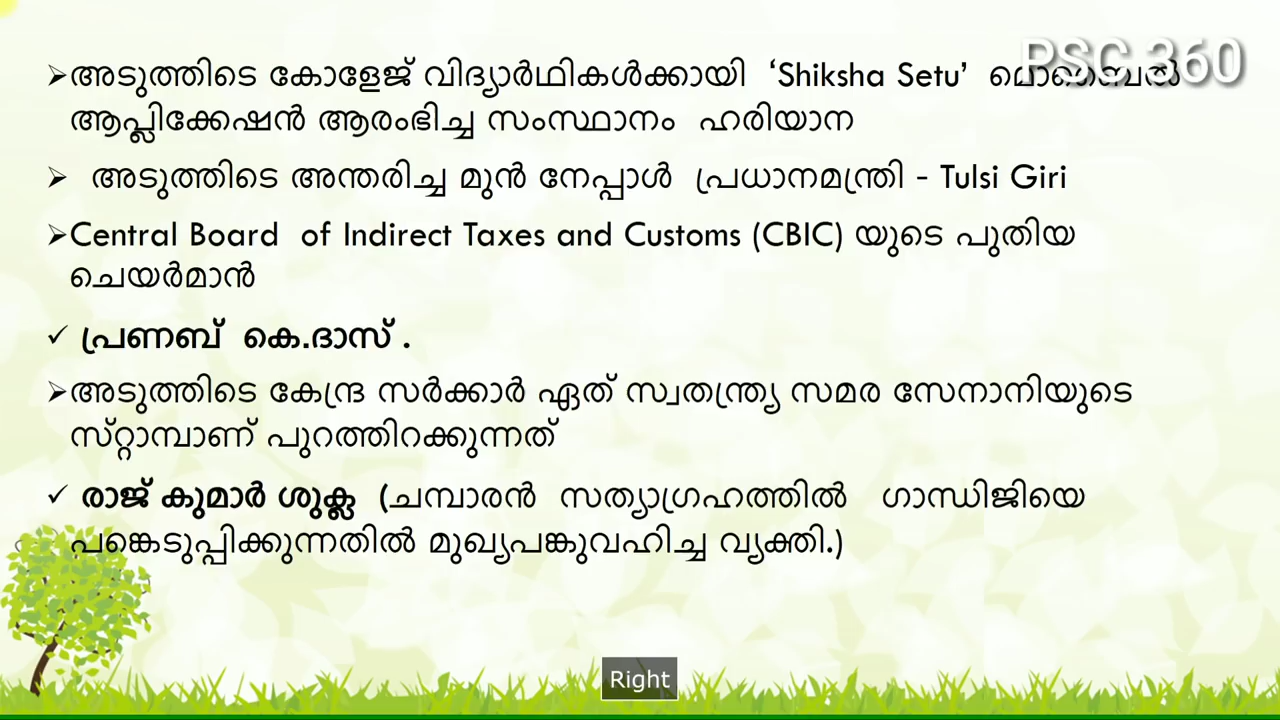 PSC 360
➢അടുത്തിടെ കോളേജ് വിദ്യാർഥികൾക്കായി ‘Shiksha Setu’ മൊബൈൽ
ആപ്ലിക്കേഷൻ ആരംഭിച്ച സംസ്ഥാനം ഹരിയാന
➢ അടുത്തിടെ അന്തരിച്ച മുൻ നേപ്പാൾ പ്രധാനമന്ത്രി - Tulsi Giri
➢Central Board of Indirect Taxes and Customs (CBIC) യുടെ പുതിയ
ചെയർമാൻ
✓ പ്രണബ് കെ.ദാസ് .
➢അടുത്തിടെ കേന്ദ്ര സർക്കാർ ഏത് സ്വതന്ത്ര്യ സമര സേനാനിയുടെ
സ്റ്റാമ്പാണ് പുറത്തിറക്കുന്നത്
✓ രാജ് കുമാർ ശുക്ല (ചമ്പാരൻ സത്യാഗ്രഹത്തിൽ ഗാന്ധിജിയെ
പങ്കെടുപ്പിക്കുന്നതിൽ മുഖ്യപങ്കുവഹിച്ച വ്യക്തി.)
Right